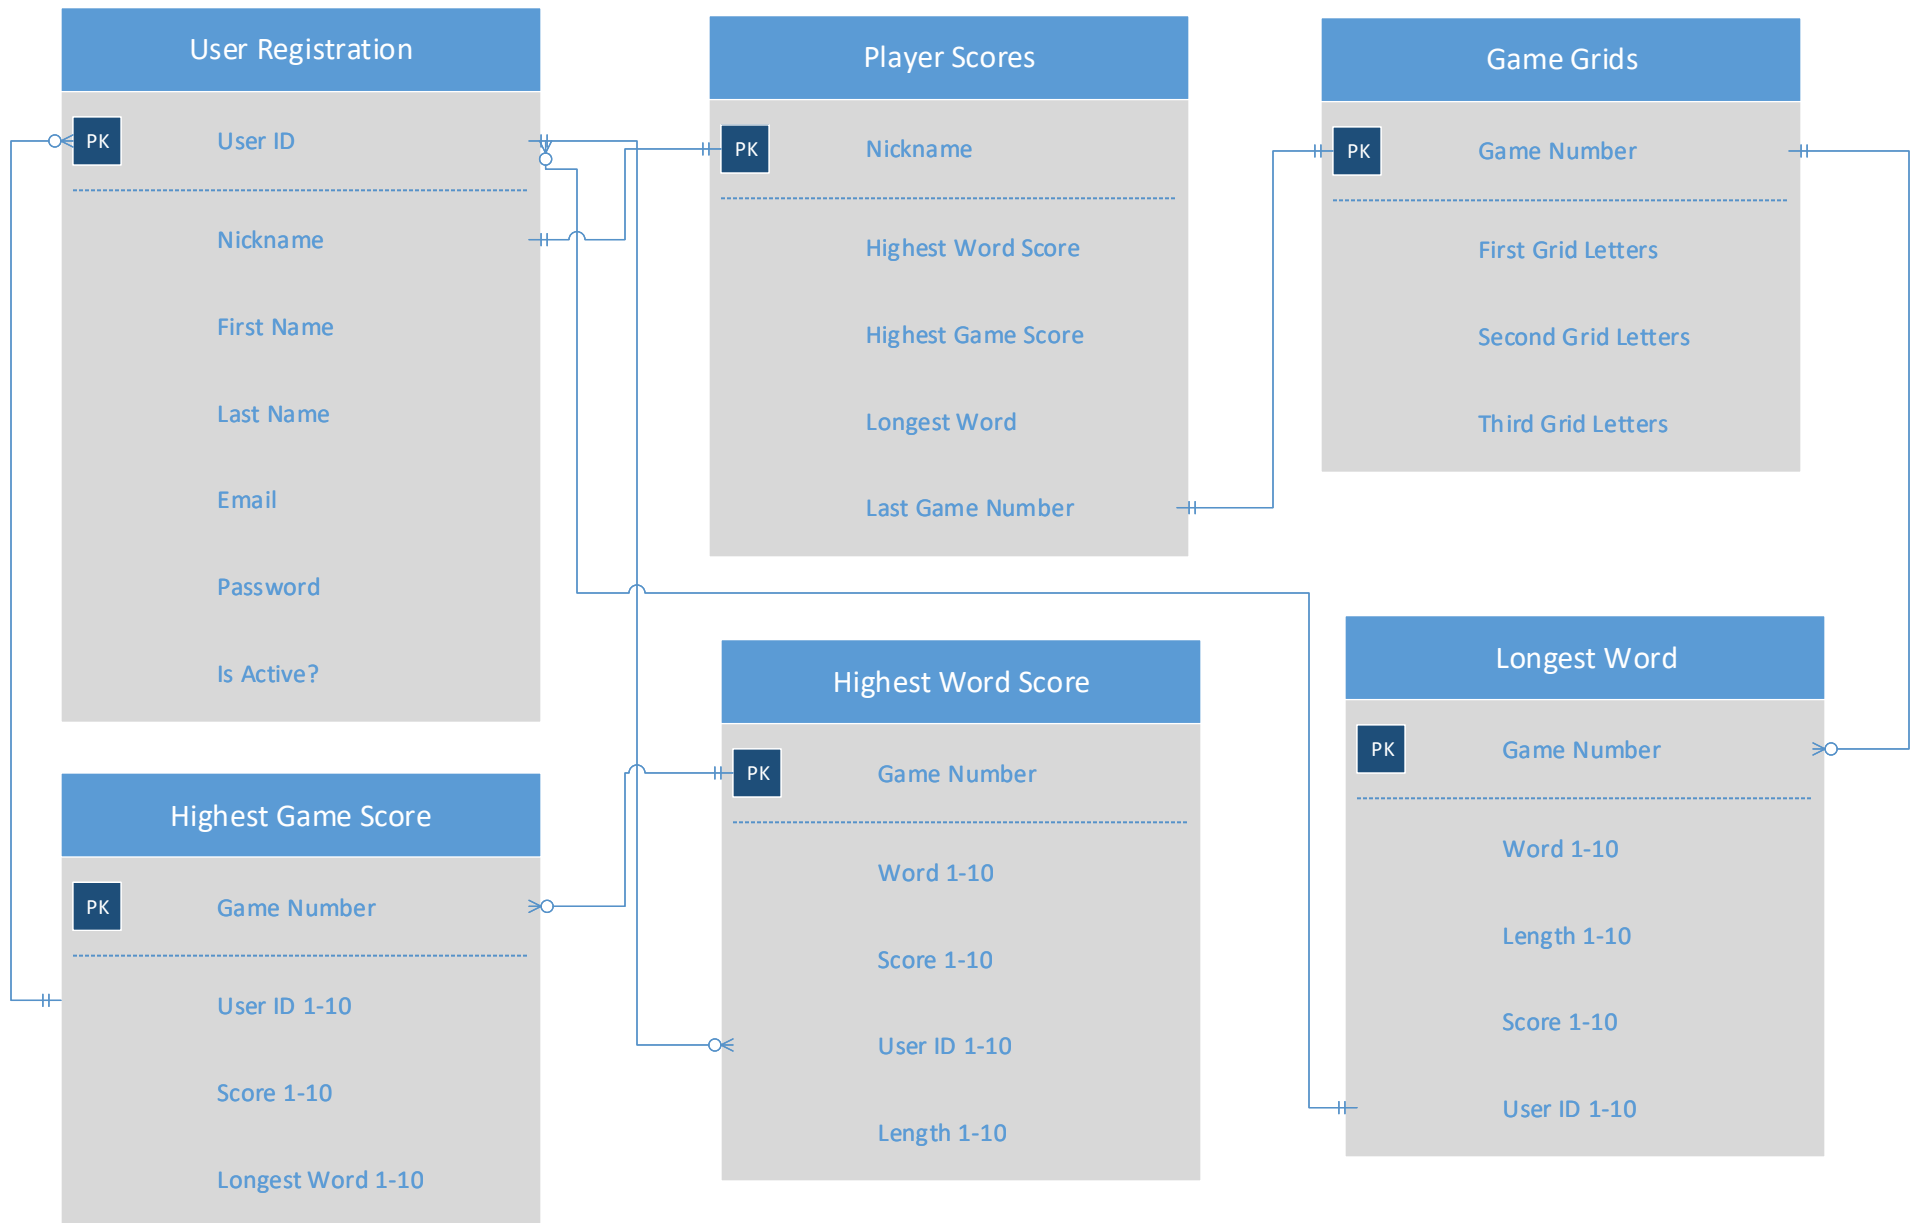 User Registration
PK
User ID
Nickname
First Name
Last Name
Email
Password
Is Active?
Player Scores
PK
Nickname
Highest Word Score
Highest Game Score
Longest Word
Last Game Number
Game Grids
PK
Game Number
First Grid Letters
Second Grid Letters
Third Grid Letters
Highest Game Score
PK
Game Number
User ID 1-10
Score 1-10
Longest Word 1-10
Highest Word Score
PK
Game Number
Word 1-10
Score 1-10
User ID 1-10
Length 1-10
Longest Word
PK
Game Number
Word 1-10
Length 1-10
Score 1-10
User ID 1-10